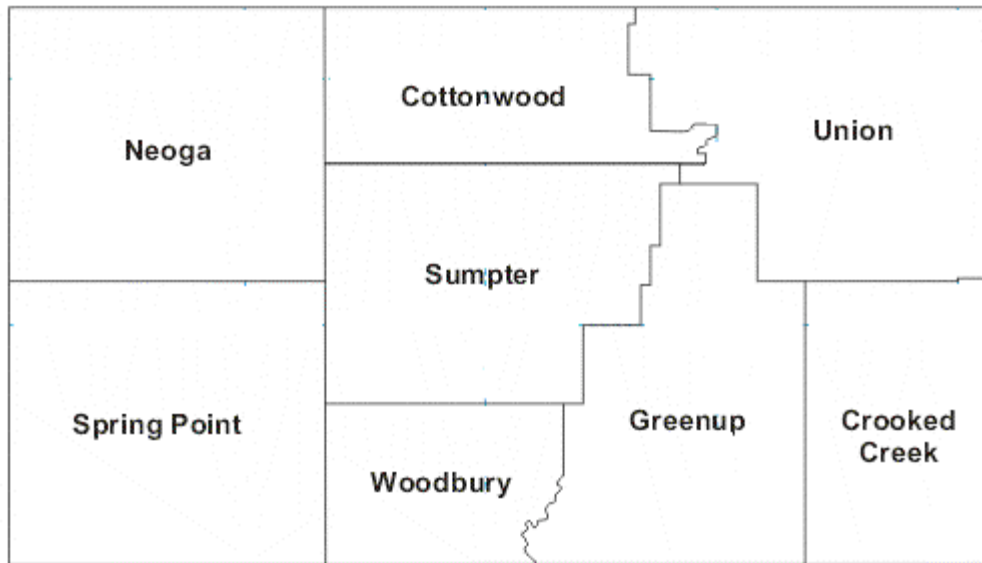 Cottonwood
Union
Neoga
Sumpter
Spring Point
Greenup
Crooked
Creek
Woodbury